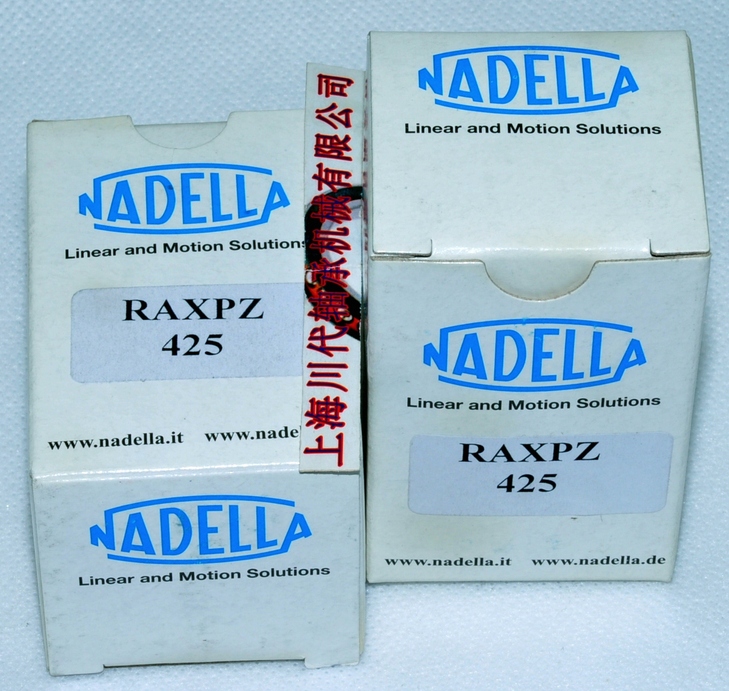 NADELLA
Linear and Motion Solutions
RAXPZ
425
www.nadella.it www.nade
NADELLA
Linear and Motion Solutions
上海川代轴承机械有限公司
NADELLA
Linear and Motion Solutions
NADELLA
Linear and Motion Solutions
RAXPZ
425
www.nadella.it www.nadella.de